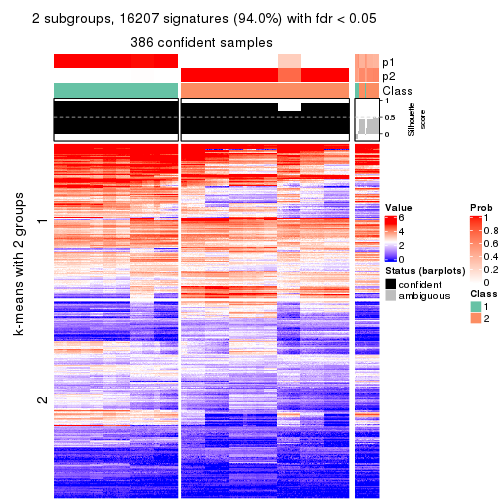 2 subgroups, 16207 signatures (94.0%) with fdr < 0.05
386 confident samples
p1
p2
Class
1
0.5
0
Silhouette
score
k-means with 2 groups
1
2
Value
6
4
2
0
Status (barplots)
confident
ambiguous
Prob
1
0.8
0.6
0.4
0.2
0
Class
1
2